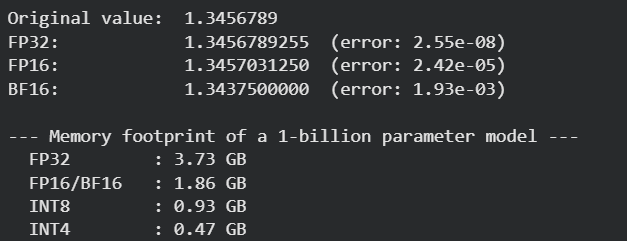 Original value:  1.3456789
FP32:            1.3456789255  (error: 2.55e-08)
FP16:            1.3457031250  (error: 2.42e-05)
BF16:            1.3437500000  (error: 1.93e-03)
--- Memory footprint of a 1-billion parameter model ---
  FP32        : 3.73 GB
  FP16/BF16   : 1.86 GB
  INT8        : 0.93 GB
  INT4        : 0.47 GB